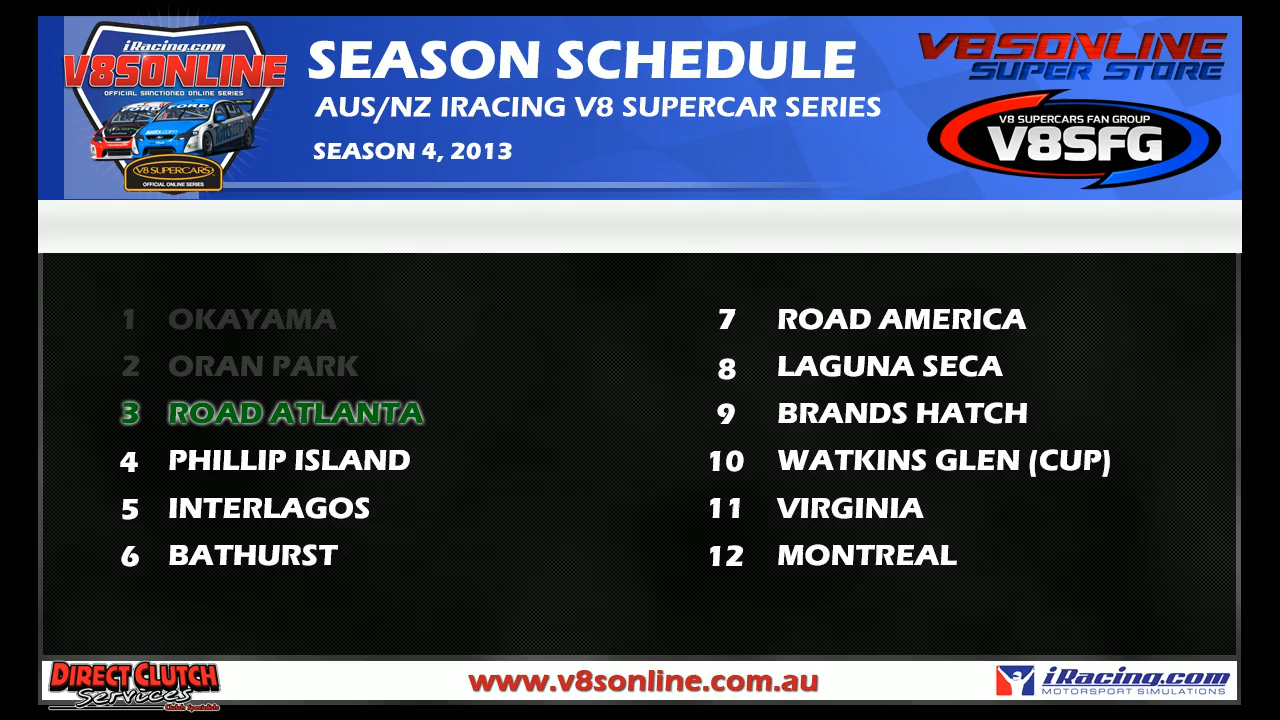 iRacing.com
V8SONLINE
OFFICIAL SANCTIONED ONLINE SERIES
V8 SUPERCARS
OFFICIAL ONLINE SERIES
SEASON SCHEDULE
AUS/NZ IRACING V8 SUPERCAR SERIES
SEASON 4, 2013
V8SONLINE
SUPER STORE
V8 SUPERCARS FAN GROUP
V8SFG
1 OKAYAMA
2 ORAN PARK
3 ROAD ATLANTA
4 PHILLIP ISLAND
5 INTERLAGOS
6 BATHURST
7 ROAD AMERICA
8 LAGUNA SECA
9 BRANDS HATCH
10 WATKINS GLEN (CUP)
11 VIRGINIA
12 MONTREAL
DIRECT CLUTCH
Services
Clutch Specialists
www.v8sonline.com.au
iRacing.com
MOTORSPORT SIMULATIONS